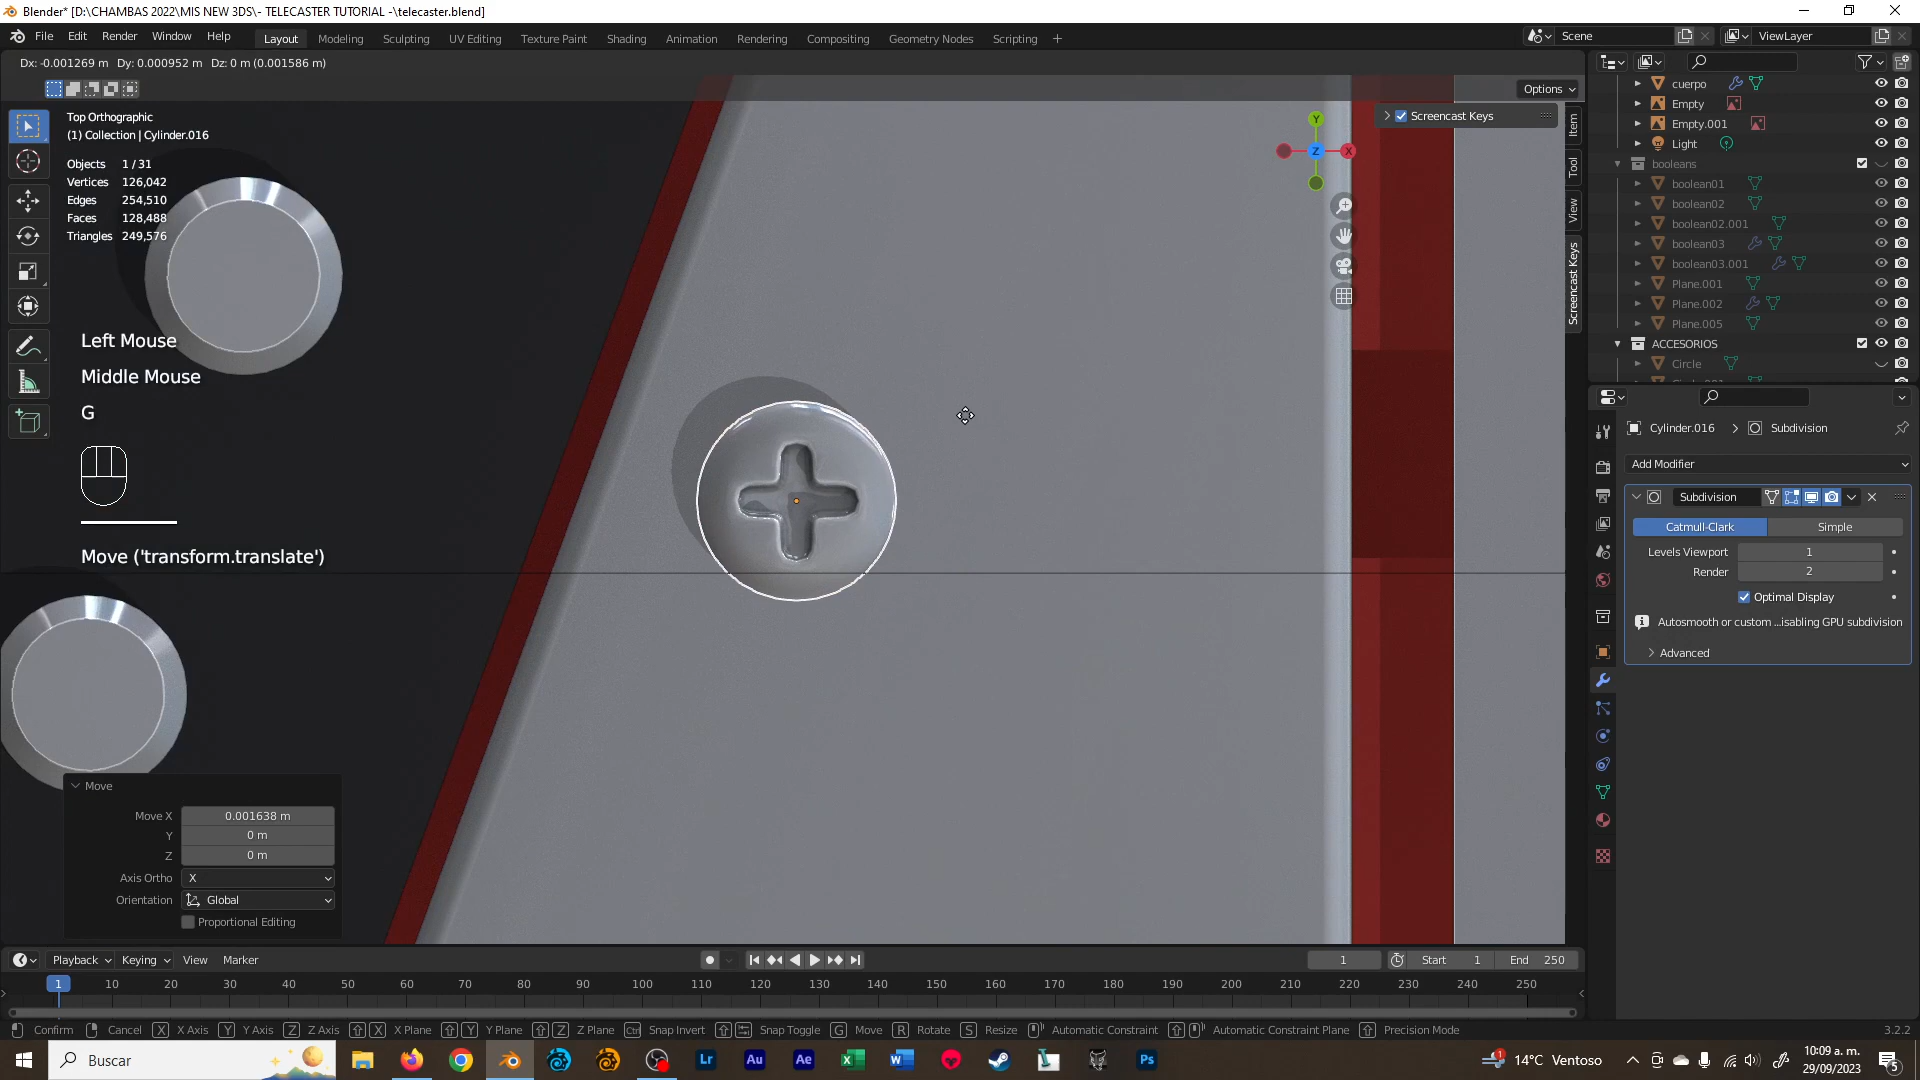 Blender* [D:\CHAMBAS 2022\MIS NEW 3DS\- TELECASTER TUTORIAL -\telecaster.blend]
File Edit Render Window Help Layout Modeling Sculpting UV Editing Texture Paint Shading Animation Rendering Compositing Geometry Nodes Scripting + Scene ViewLayer
Dx: -0.001269 m Dy: 0.000952 m Dz: 0 m (0.001586 m)
Options
Top Orthographic
(1) Collection | Cylinder.016
Objects 1 / 31
Vertices 126,042
Edges 254,510
Faces 128,488
Triangles 249,576
Left Mouse
Middle Mouse
G
Move ('transform.translate')
Move
Move X 0.001638 m
Y 0 m
Z 0 m
Axis Ortho X
Orientation Global
Proportional Editing
Screencast Keys
Y
Z
X
Item
Tool
View
Screencast Keys
cuerpo
Empty
Empty.001
Light
booleans
boolean01
boolean02
boolean02.001
boolean03
boolean03.001
Plane.001
Plane.002
Plane.005
ACCESORIOS
Circle
Cylinder.016 > Subdivision
Add Modifier
Subdivision
Catmull-Clark Simple
Levels Viewport 1
Render 2
Optimal Display
Autosmooth or custom ...isabling GPU subdivision
Advanced
Playback Keying View Marker 1 Start 1 End 250
1 10 20 30 40 50 60 70 80 90 100 110 120 130 140 150 160 170 180 190 200 210 220 230 240 250
Confirm Cancel X X Axis Y Y Axis Z Z Axis X X Plane Y Y Plane Z Z Plane Ctrl Snap Invert Snap Toggle G Move R Rotate S Resize Automatic Constraint Automatic Constraint Plane Precision Mode 3.2.2
Buscar Lr Au Ae Ps 1 14°C Ventoso 10:09 a. m.
29/09/2023 5